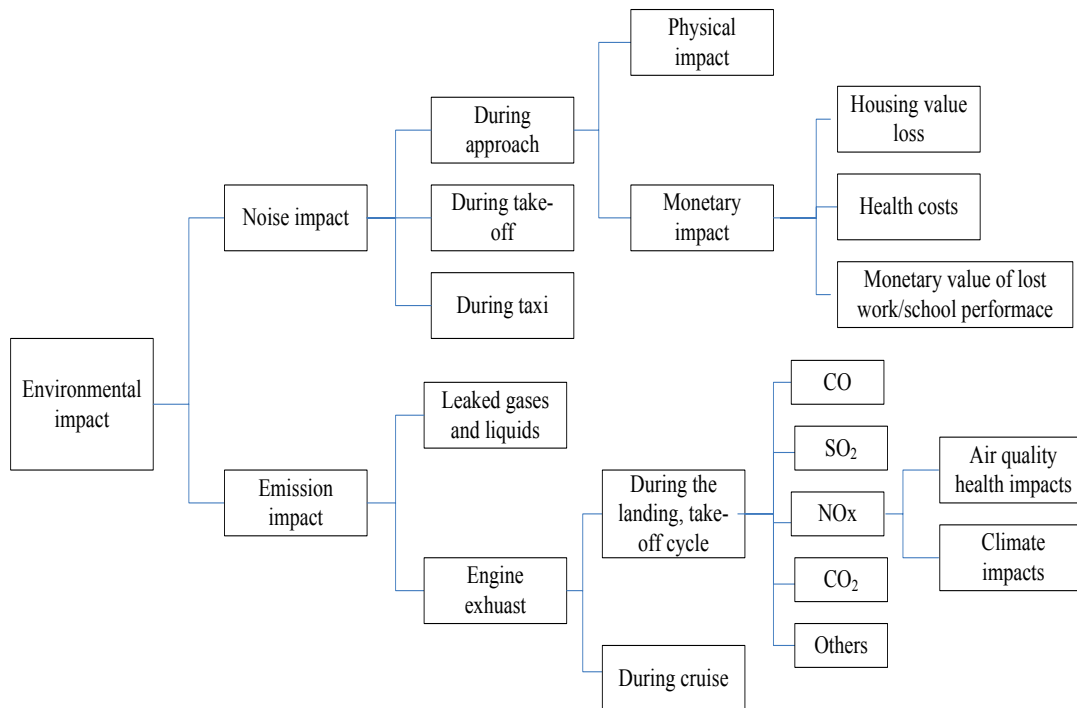 Physical
impact
During
approach
Housing value
loss
Noise impact
During take-
off
Monetary
impact
Health costs
During taxi
Monetary value of lost
work/school performace
Environmental
impact
Leaked gases
and liquids
CO
SO₂
Air quality
health impacts
Emission
impact
During the
landing, take-
off cycle
NOx
Climate
impacts
Engine
exhuast
CO₂
Others
During cruise